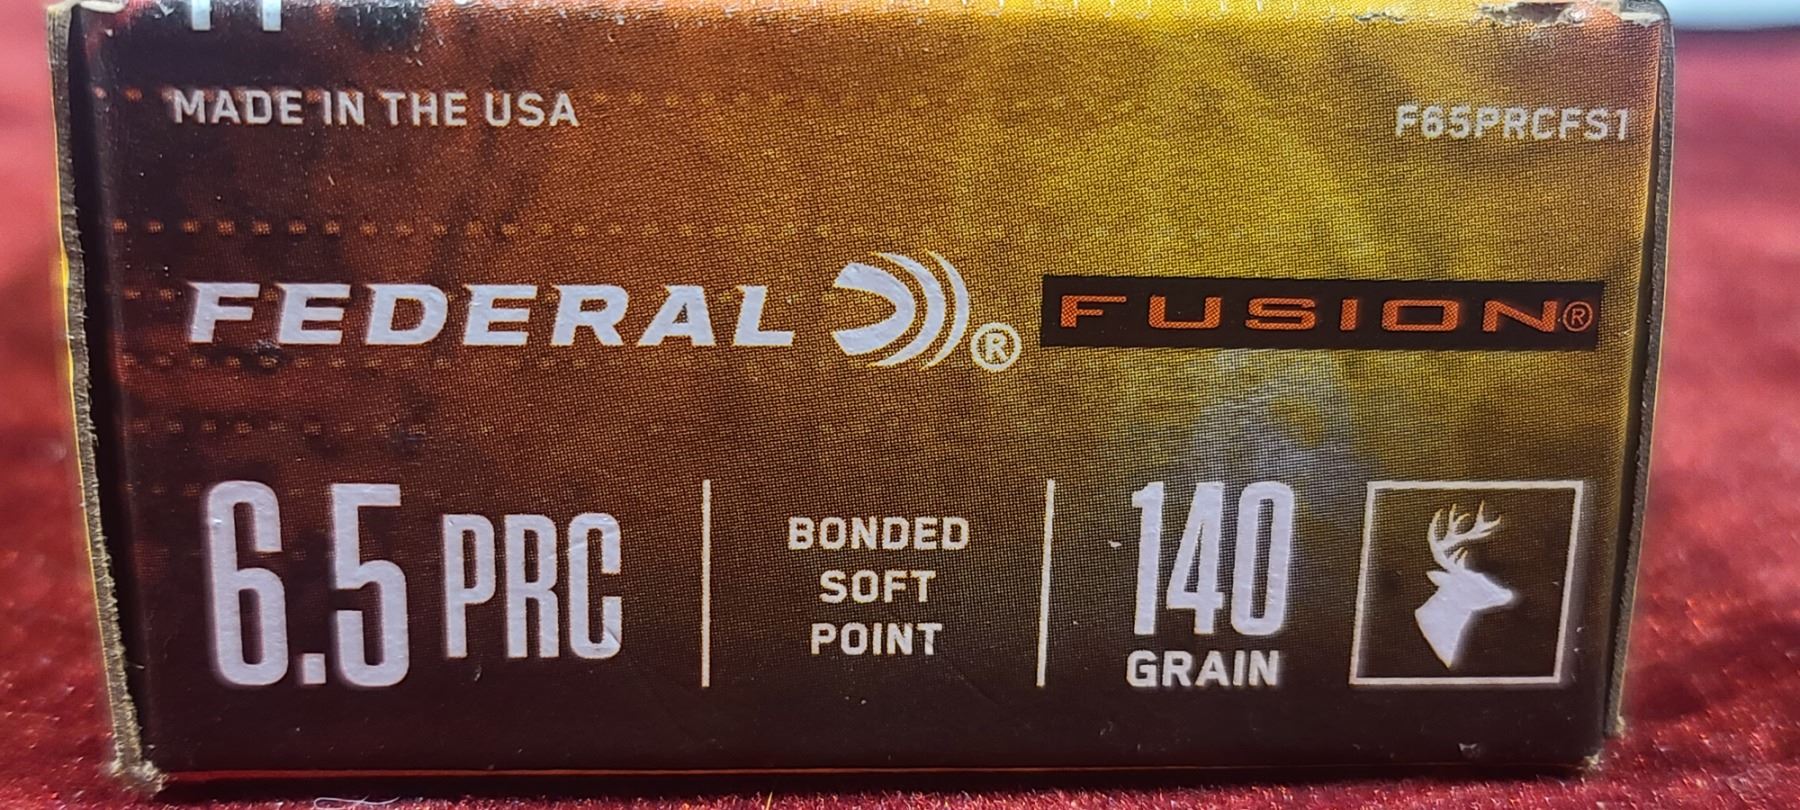 MADE IN THE USA
F65PRCFS1
FEDERAL ®
FUSION®
6.5 PRC
BONDED
SOFT
POINT
140
GRAIN